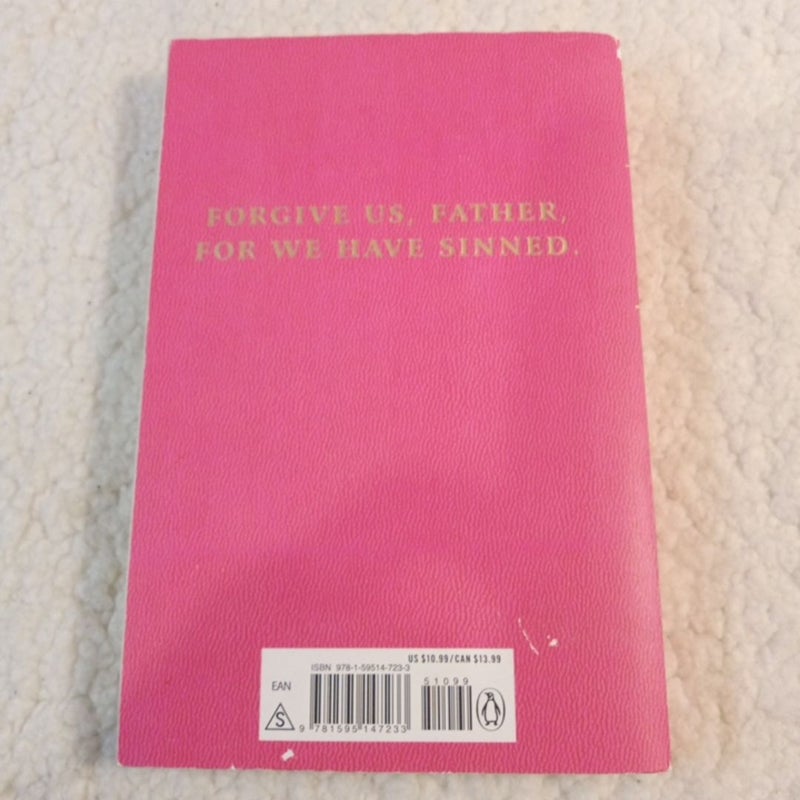 FORGIVE US, FATHER,
FOR WE HAVE SINNED.
US $10.99/CAN $13.99
ISBN 978-1-59514-723-3
51099
EAN
S
9 781595 147233